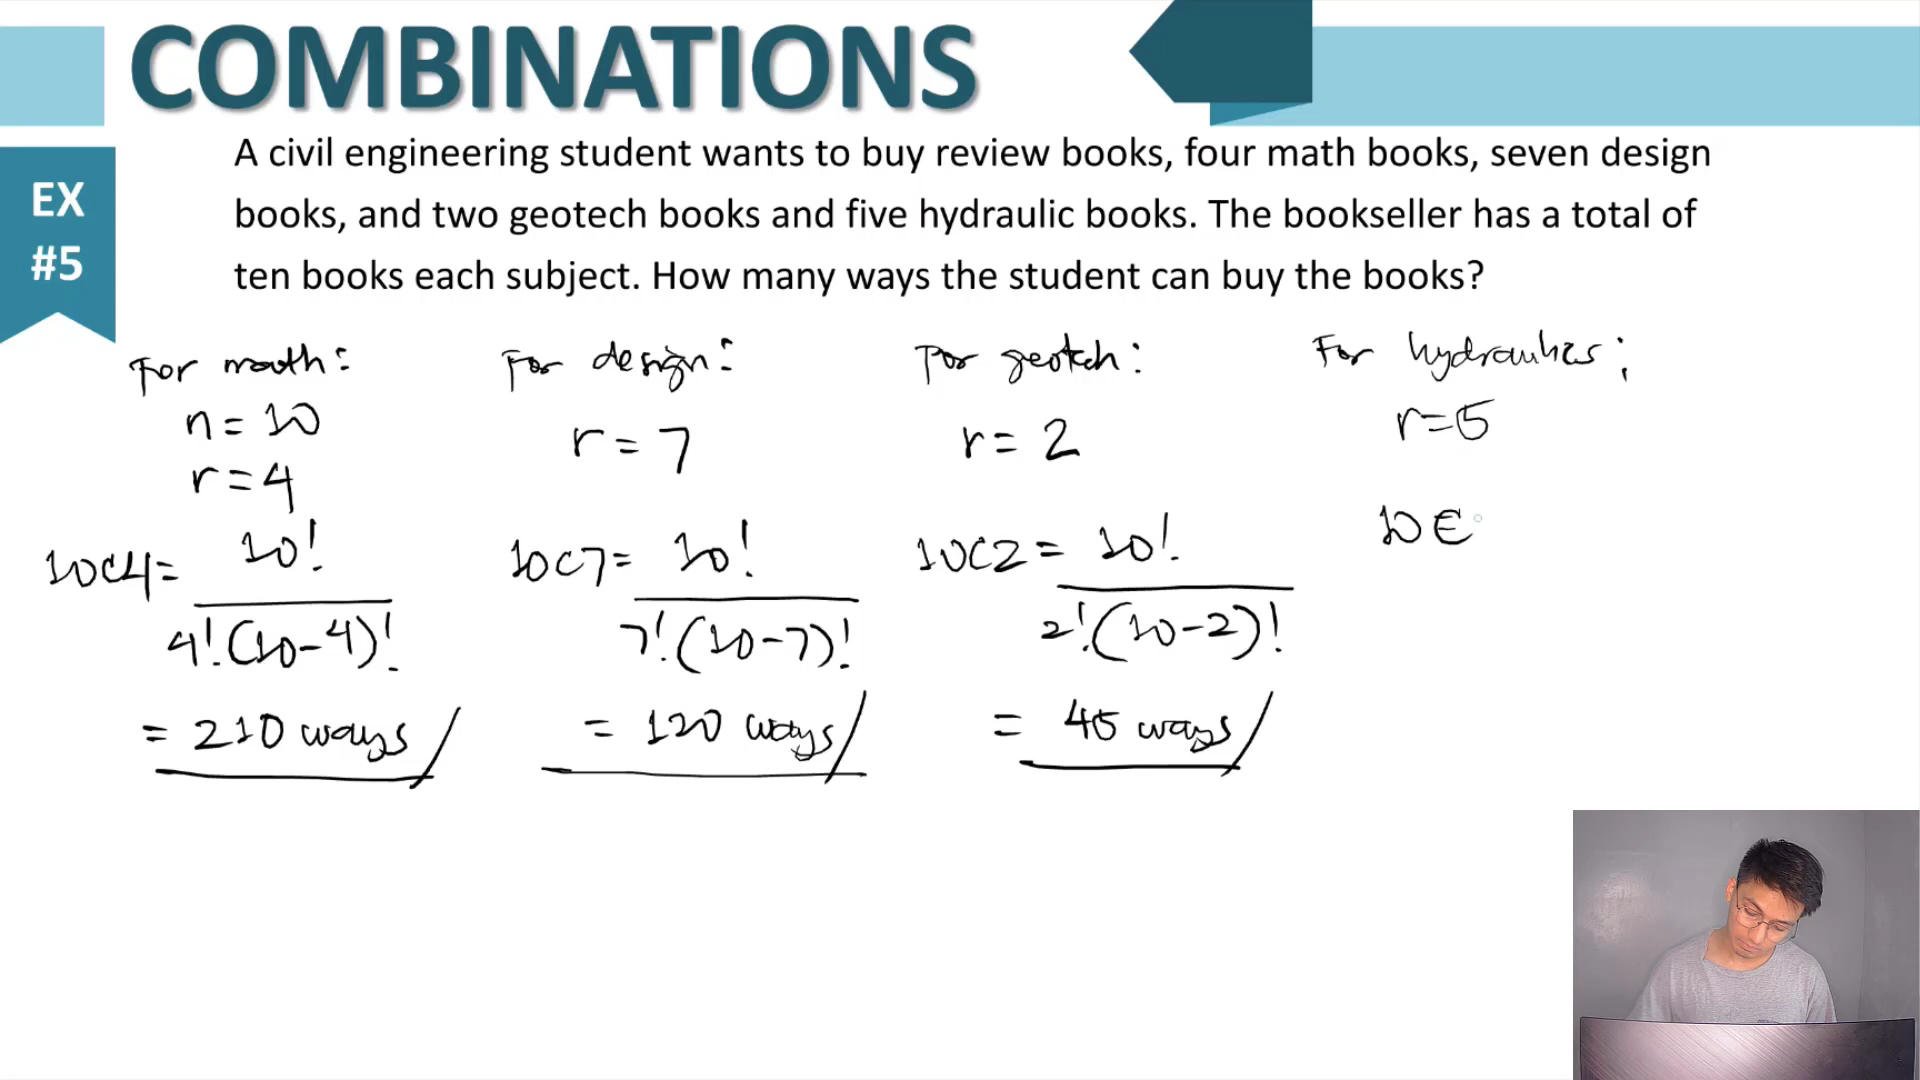 COMBINATIONS
EX
#5
A civil engineering student wants to buy review books, four math books, seven design
books, and two geotech books and five hydraulic books. The bookseller has a total of
ten books each subject. How many ways the student can buy the books?
For math:
n = 10
r = 4
10C4 = 10!
4!(10-4)!
= 210 ways
For design:
r = 7
10C7 = 10!
7!(10-7)!
= 120 ways
For geotch:
r = 2
10C2 = 10!
2!(10-2)!
= 45 ways
For hydraulics:
r = 5
10 C